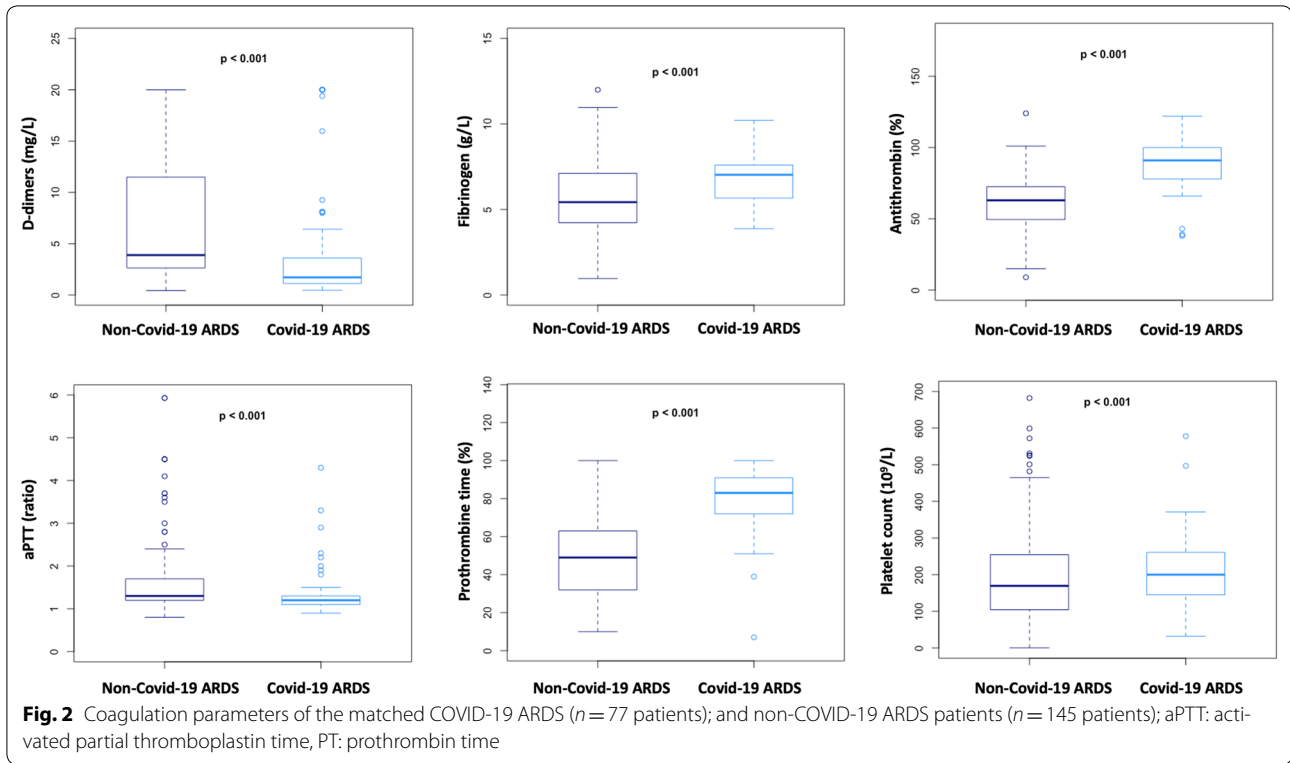 D-dimers (mg/L)
25
20
15
10
5
0
p < 0.001
Non-Covid-19 ARDS Covid-19 ARDS
Fibrinogen (g/L)
15
10
5
0
p < 0.001
Non-Covid-19 ARDS Covid-19 ARDS
Antithrombin (%)
150
100
50
0
p < 0.001
Non-Covid-19 ARDS Covid-19 ARDS
aPTT (ratio)
6
5
4
3
2
1
0
p < 0.001
Non-Covid-19 ARDS Covid-19 ARDS
Prothrombine time (%)
140
120
100
80
60
40
20
0
p < 0.001
Non-Covid-19 ARDS Covid-19 ARDS
Platelet count (10⁹/L)
700
600
500
400
300
200
100
0
p < 0.001
Non-Covid-19 ARDS Covid-19 ARDS
Fig. 2 Coagulation parameters of the matched COVID-19 ARDS (n = 77 patients); and non-COVID-19 ARDS patients (n = 145 patients); aPTT: acti-
vated partial thromboplastin time, PT: prothrombin time